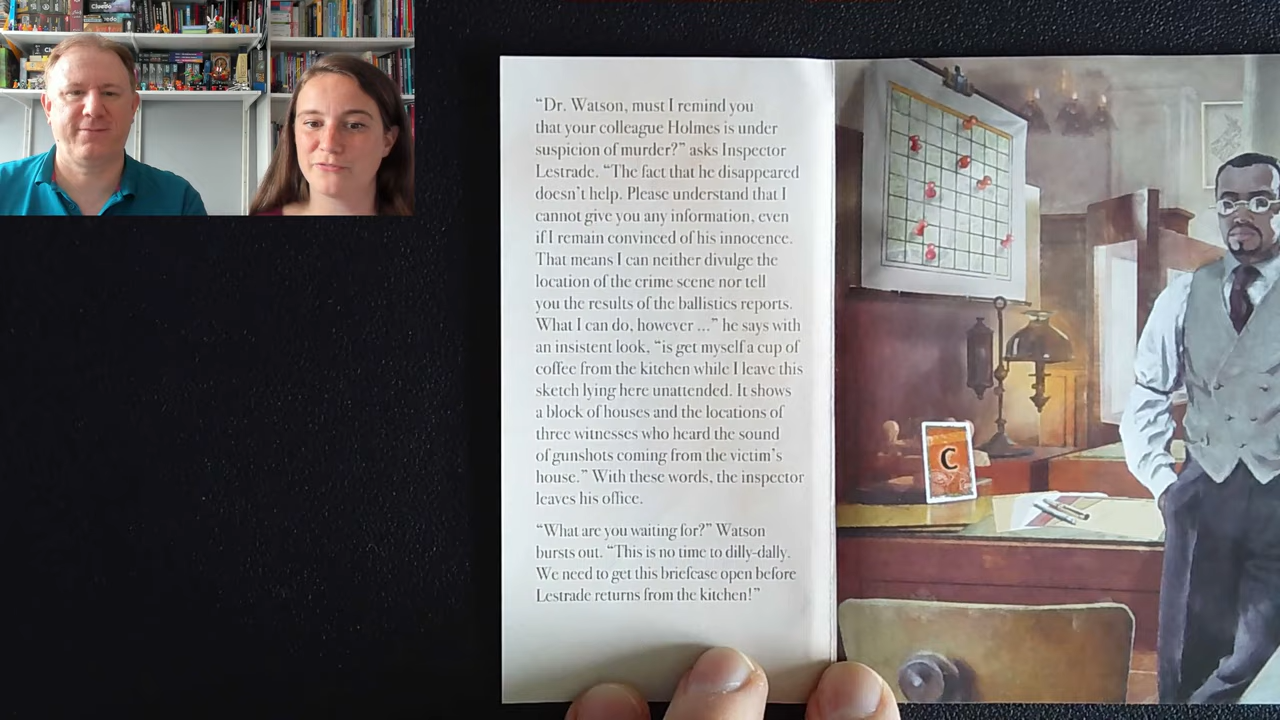 “Dr. Watson, must I remind you
that your colleague Holmes is under
suspicion of murder?” asks Inspector
Lestrade. “The fact that he disappeared
doesn’t help. Please understand that I
cannot give you any information, even
if I remain convinced of his innocence.
That means I can neither divulge the
location of the crime scene nor tell
you the results of the ballistics reports.
What I can do, however ...” he says with
an insistent look, “is get myself a cup of
coffee from the kitchen while I leave this
sketch lying here unattended. It shows
a block of houses and the locations of
three witnesses who heard the sound
of gunshots coming from the victim’s
house.” With these words, the inspector
leaves his office.
“What are you waiting for?” Watson
bursts out. “This is no time to dilly-dally.
We need to get this briefcase open before
Lestrade returns from the kitchen!”
C